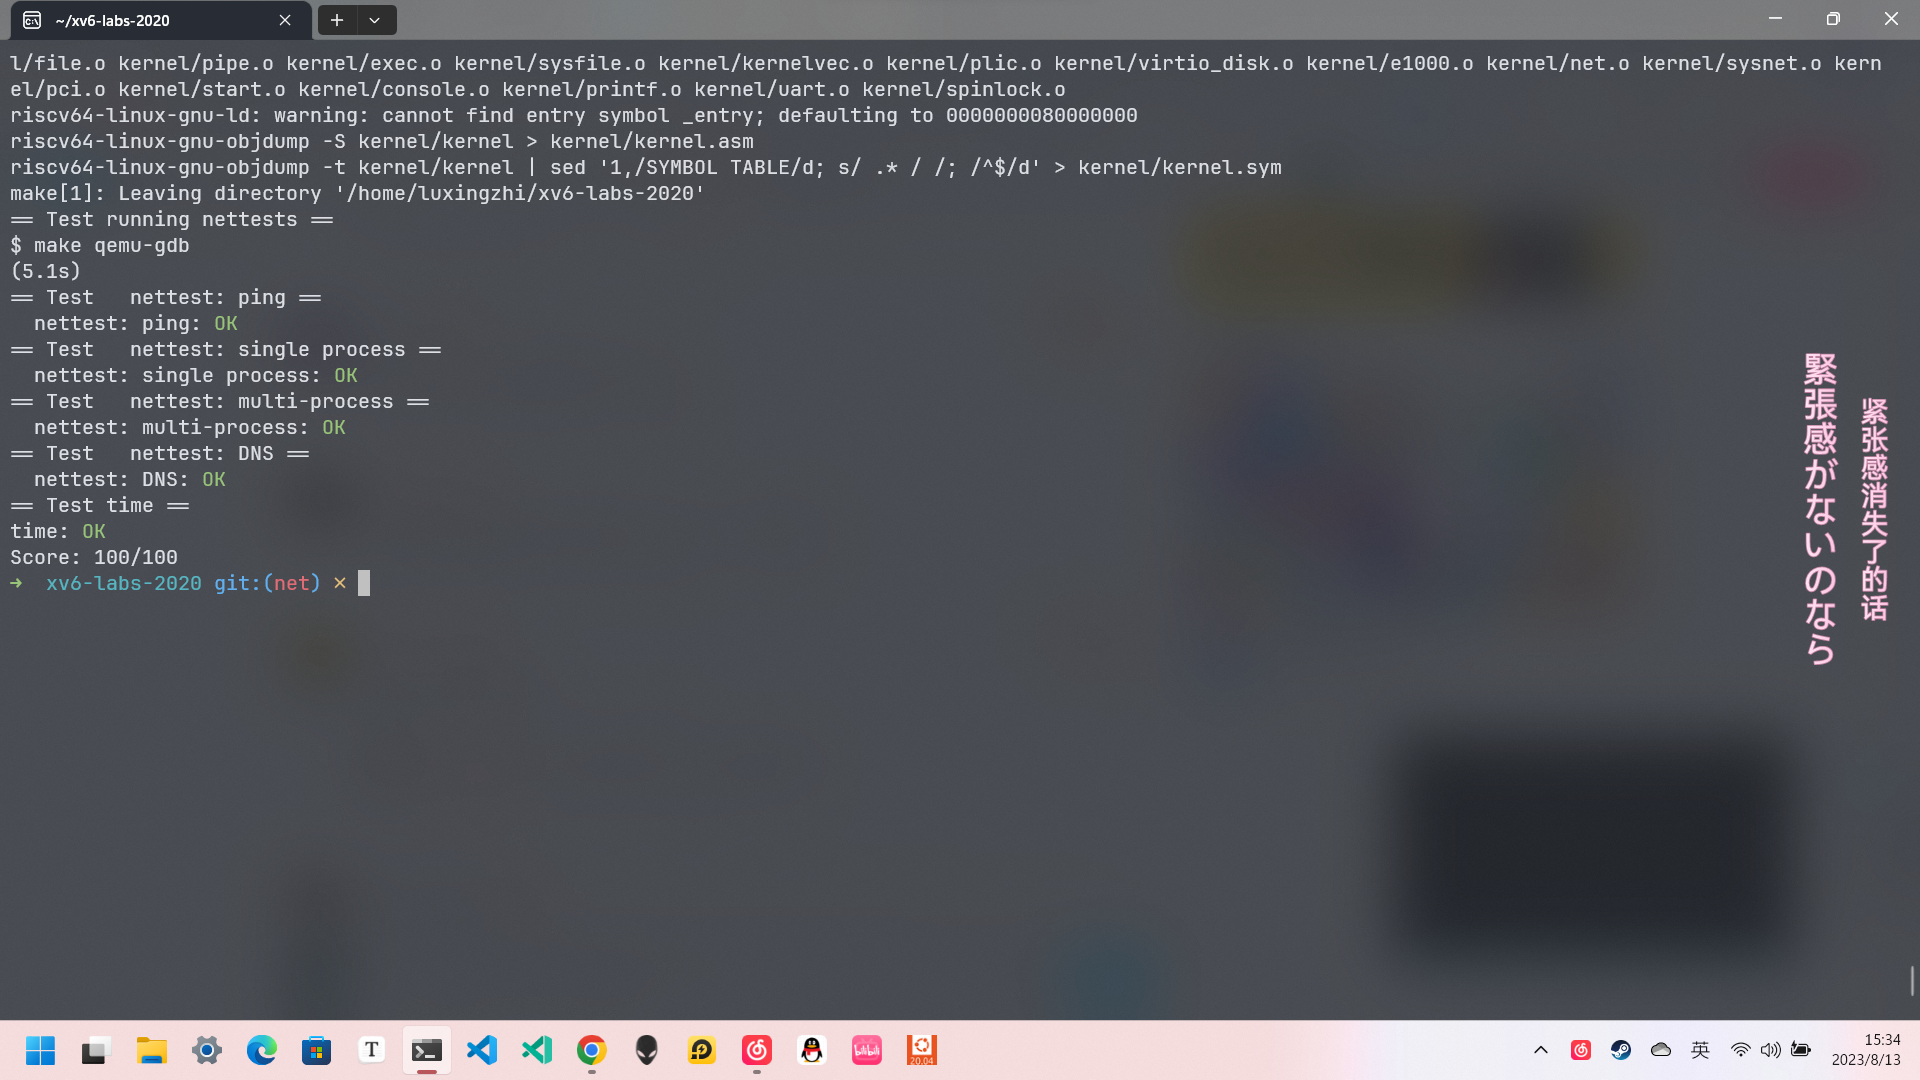 ~/xv6-labs-2020
l/file.o kernel/pipe.o kernel/exec.o kernel/sysfile.o kernel/kernelvec.o kernel/plic.o kernel/virtio_disk.o kernel/e1000.o kernel/net.o kernel/sysnet.o kern
el/pci.o kernel/start.o kernel/console.o kernel/printf.o kernel/uart.o kernel/spinlock.o
riscv64-linux-gnu-ld: warning: cannot find entry symbol _entry; defaulting to 0000000080000000
riscv64-linux-gnu-objdump -S kernel/kernel > kernel/kernel.asm
riscv64-linux-gnu-objdump -t kernel/kernel | sed '1,/SYMBOL TABLE/d; s/ .* / /; /^$/d' > kernel/kernel.sym
make[1]: Leaving directory '/home/luxingzhi/xv6-labs-2020'
== Test running nettests ==
$ make qemu-gdb
(5.1s)
== Test   nettest: ping ==
  nettest: ping: OK
== Test   nettest: single process ==
  nettest: single process: OK
== Test   nettest: multi-process ==
  nettest: multi-process: OK
== Test   nettest: DNS ==
  nettest: DNS: OK
== Test time ==
time: OK
Score: 100/100
➜  xv6-labs-2020 git:(net) ×
緊張感がないのなら
紧张感消失了的话
T
bilibili
20.04
英
15:34
2023/8/13